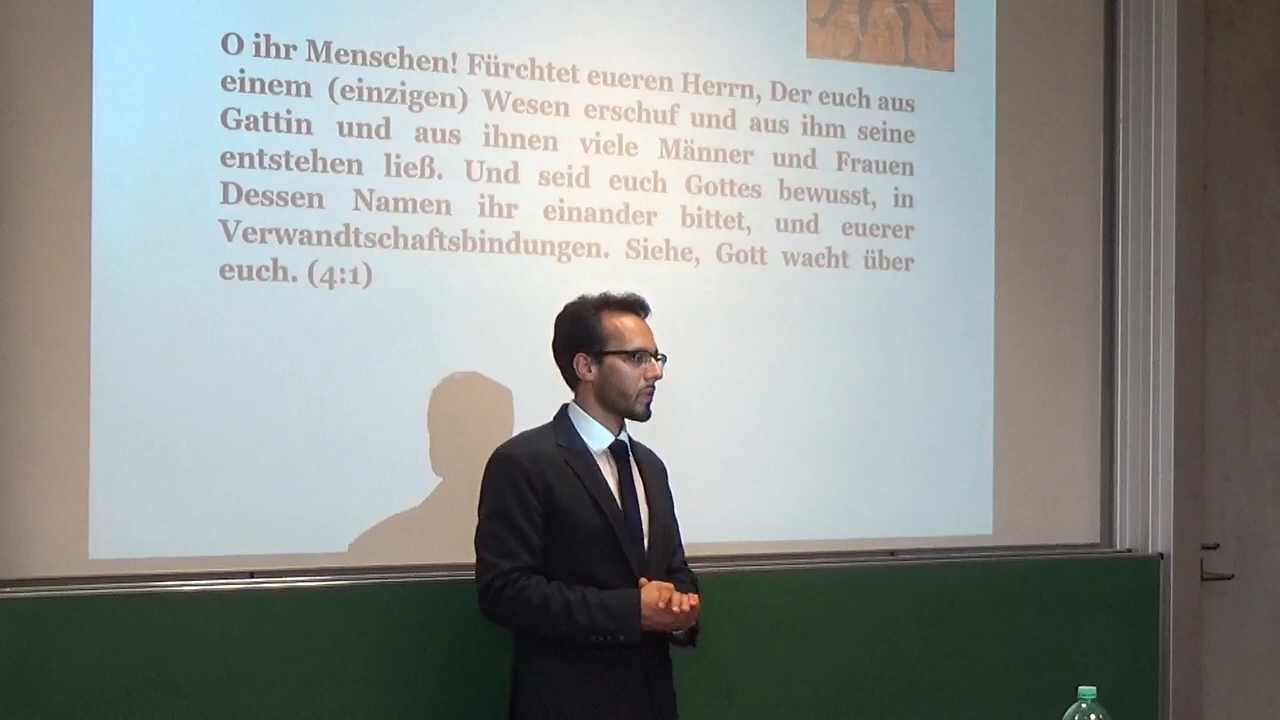 O ihr Menschen! Fürchtet eueren Herrn, Der euch aus
einem (einzigen) Wesen erschuf und aus ihm seine
Gattin und aus ihnen viele Männer und Frauen
entstehen ließ. Und seid euch Gottes bewusst, in
Dessen Namen ihr einander bittet, und euerer
Verwandtschaftsbindungen. Siehe, Gott wacht über
euch. (4:1)